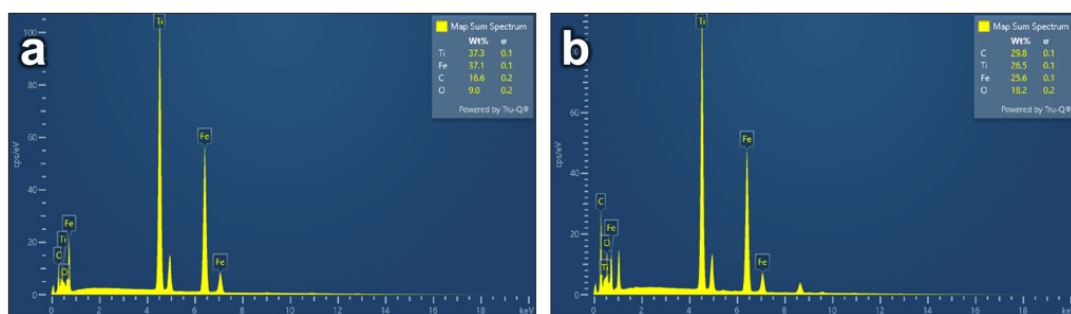 a
Map Sum Spectrum
Wt% σ
Ti 37.3 0.1
Fe 37.1 0.1
C 16.6 0.2
O 9.0 0.2
Powered by Tru-Q®
100
80
60
40
20
0
cps/eV
Ti
Fe
Fe
Ti
C
O
Fe
0 2 4 6 8 10 12 14 16 18 keV
b
Map Sum Spectrum
Wt% σ
C 29.8 0.1
Ti 26.5 0.1
Fe 25.6 0.1
O 18.2 0.2
Powered by Tru-Q®
60
40
20
0
cps/eV
Ti
Fe
C
O
Fe
Ti
Fe
0 2 4 6 8 10 12 14 16 18 keV